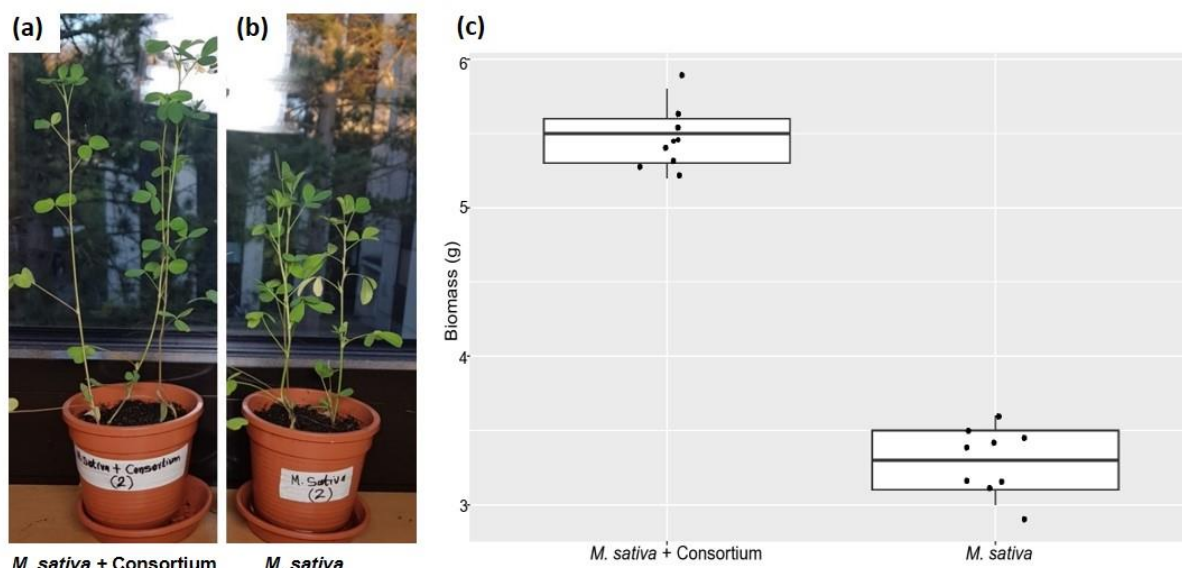 (a)
(b)
(c)
M. Sativa + Consortium
(2)
M. Sativa
(2)
M. sativa + Consortium
M. sativa
Biomass (g)
6
5
4
3
M. sativa + Consortium
M. sativa